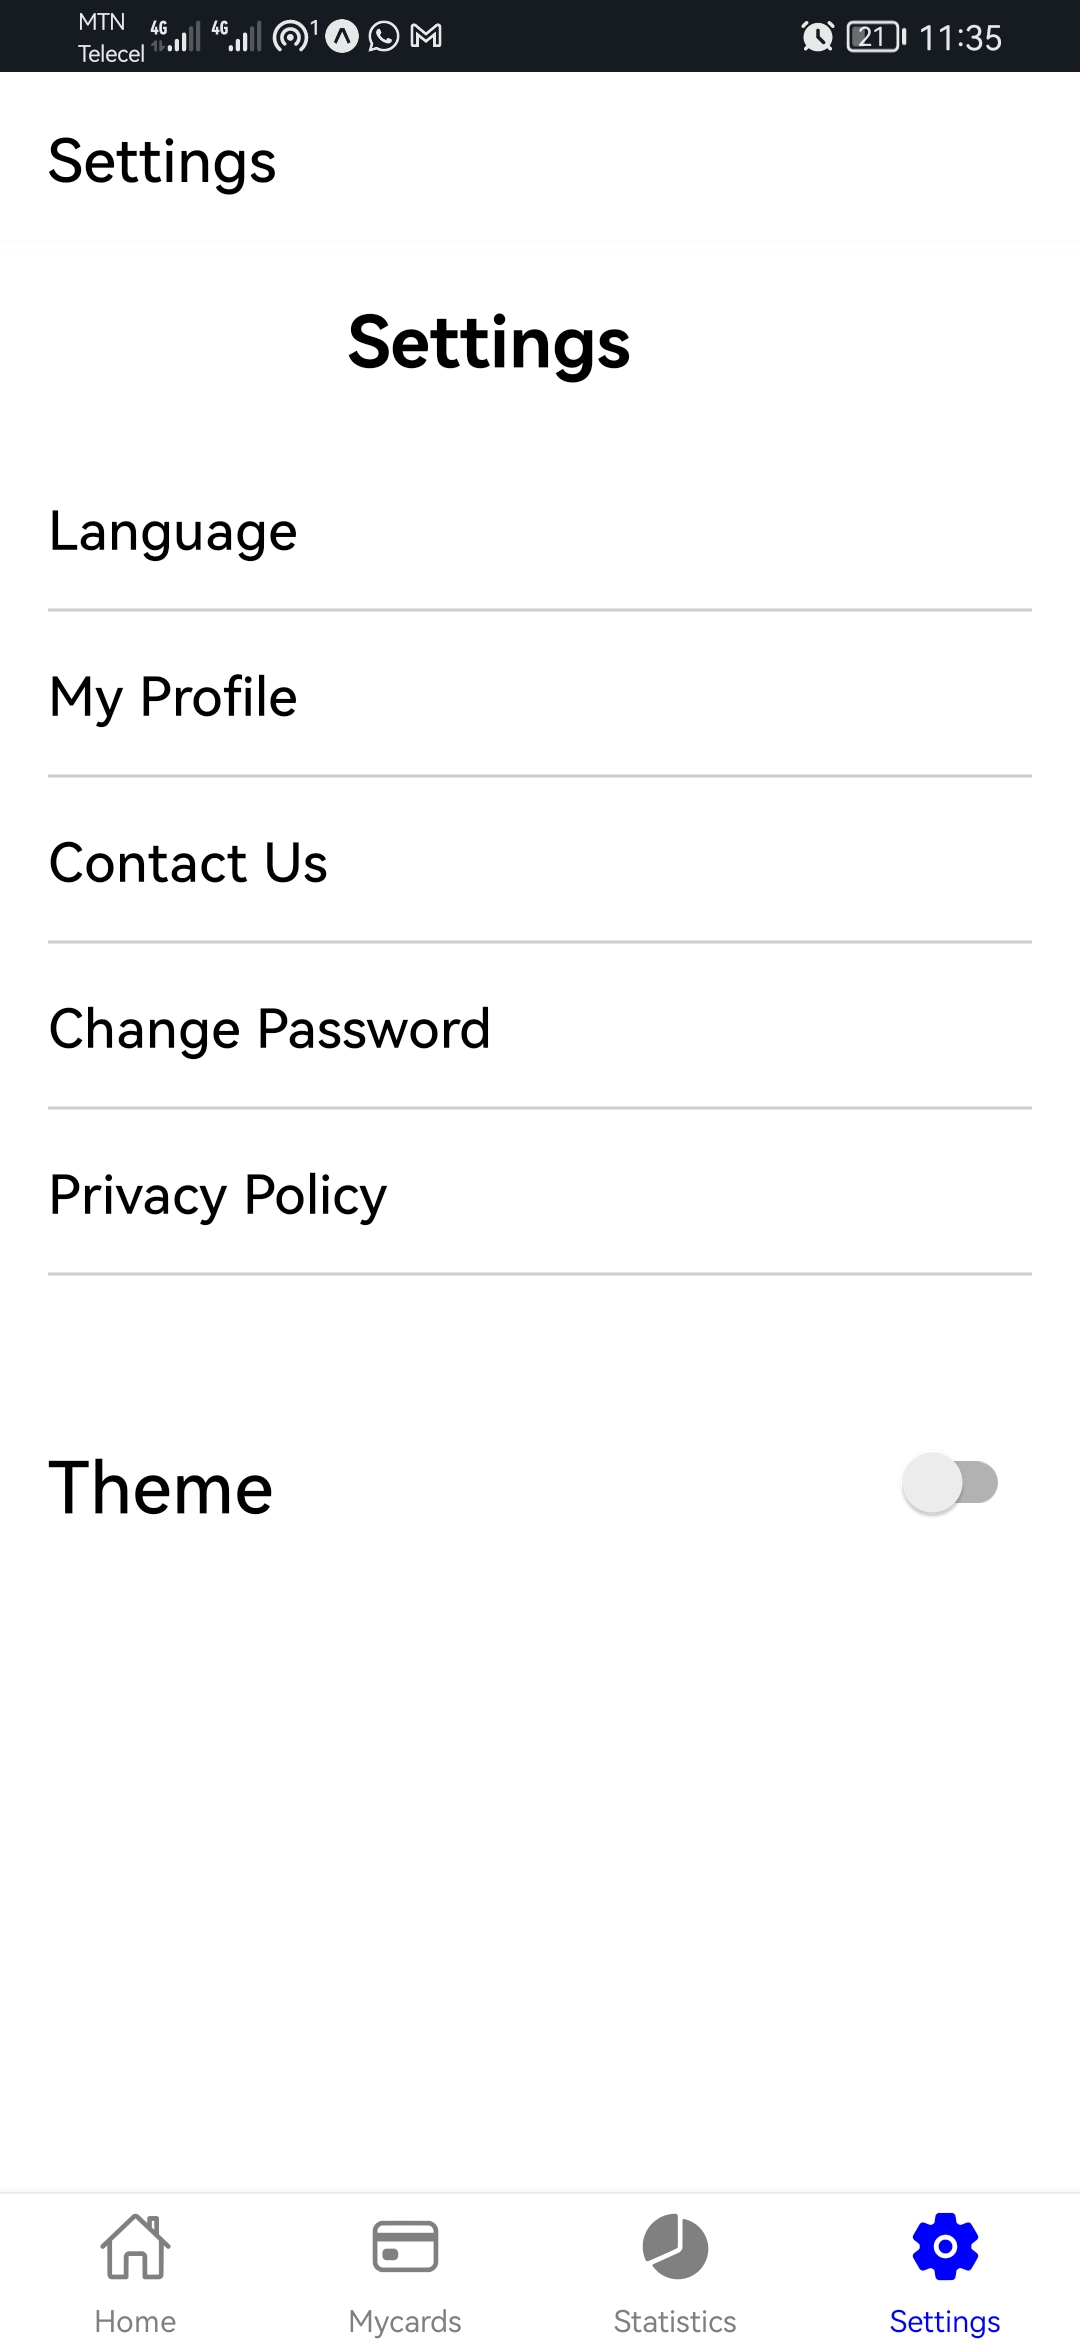 MTN 4G 4G 1 21 11:35
Telecel
Settings
Settings
Language
My Profile
Contact Us
Change Password
Privacy Policy
Theme
Home Mycards Statistics Settings